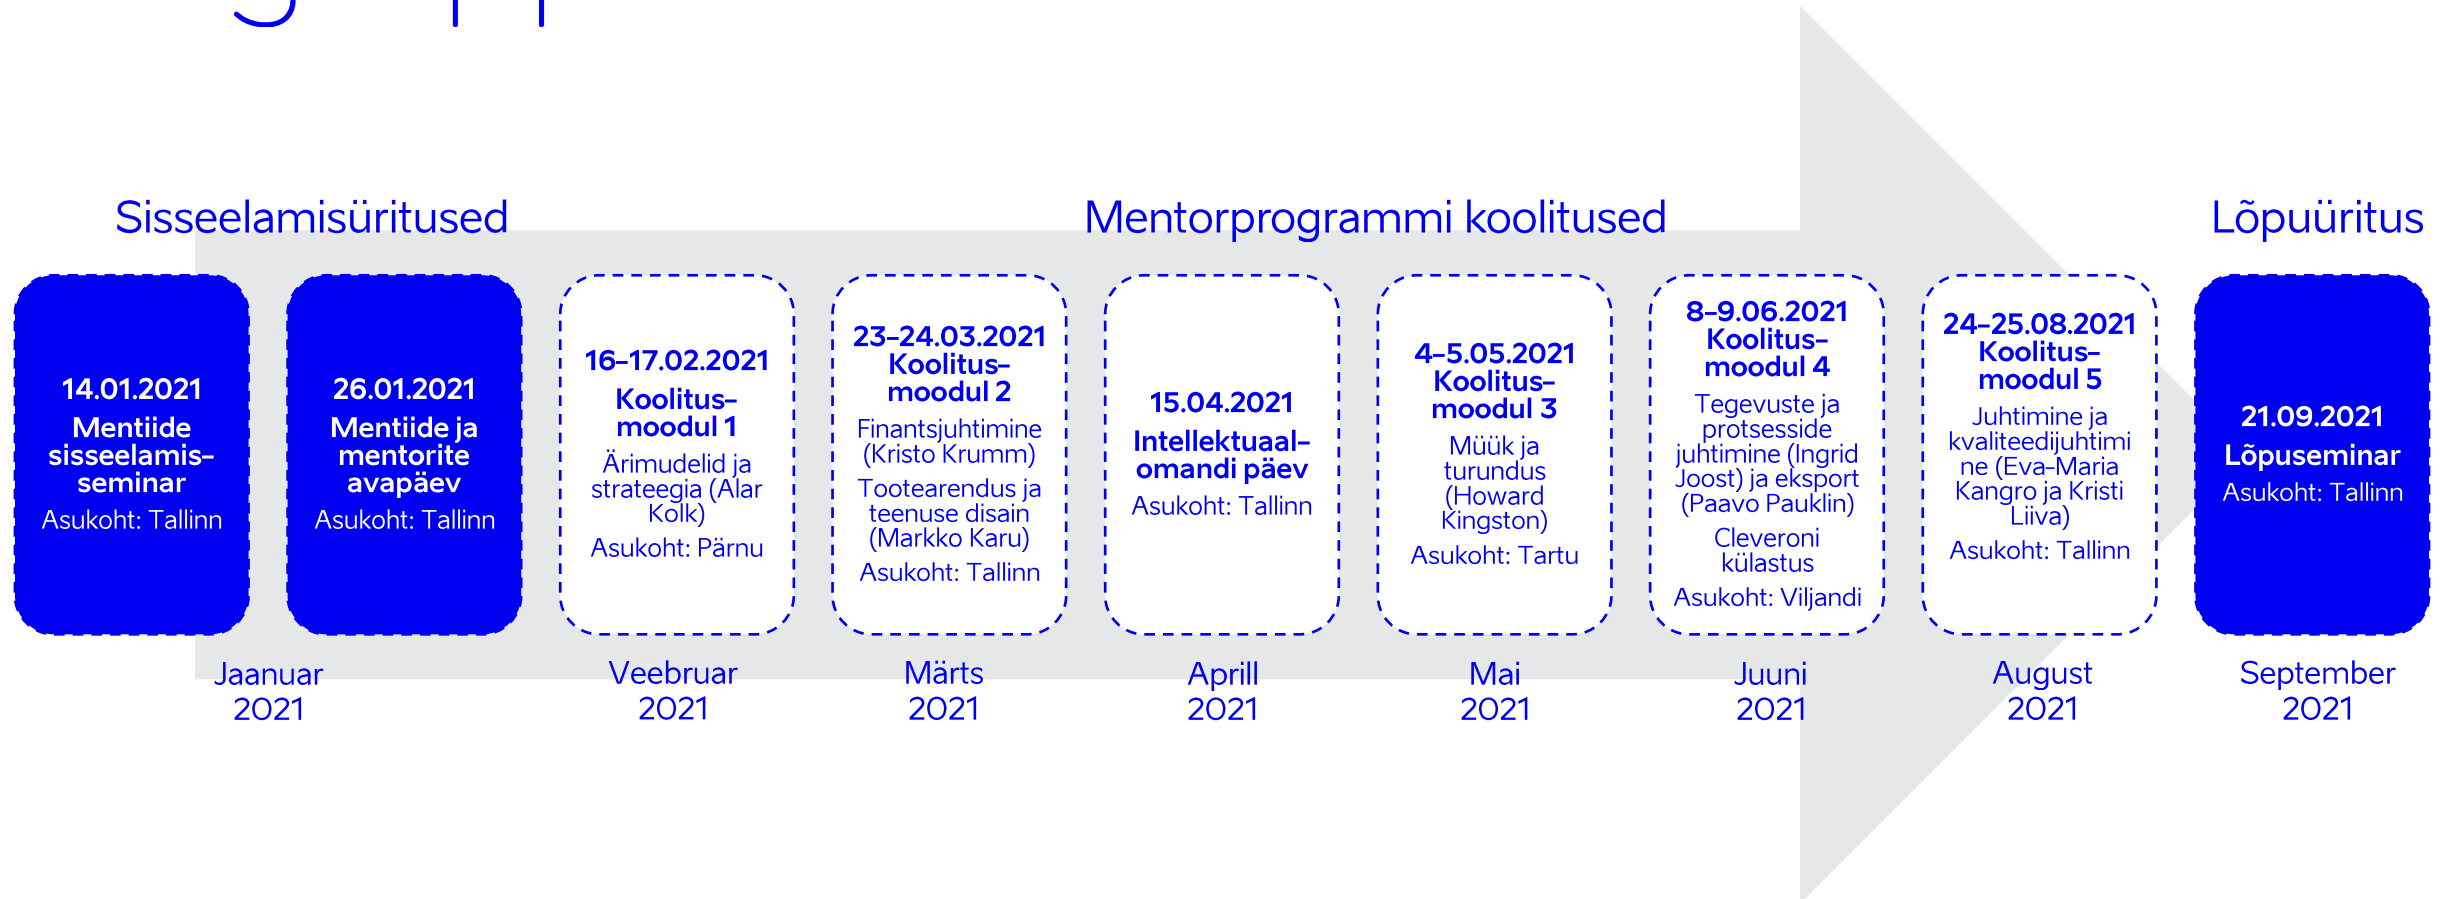 Sisseelamisüritused
Mentorprogrammi koolitused
Lõpuüritus
14.01.2021
Mentiide
sisseelamis-
seminar
Asukoht: Tallinn
26.01.2021
Mentiide ja
mentorite
avapäev
Asukoht: Tallinn
16-17.02.2021
Koolitus-
moodul 1
Ärimudelid ja
strateegia (Alar
Kolk)
Asukoht: Pärnu
23-24.03.2021
Koolitus-
moodul 2
Finantsjuhtimine
(Kristo Krumm)
Tootearendus ja
teenuse disain
(Markko Karu)
Asukoht: Tallinn
15.04.2021
Intellektuaal-
omandi päev
Asukoht: Tallinn
4-5.05.2021
Koolitus-
moodul 3
Müük ja
turundus
(Howard
Kingston)
Asukoht: Tartu
8-9.06.2021
Koolitus-
moodul 4
Tegevuste ja
protsesside
juhtimine (Ingrid
Joost) ja eksport
(Paavo Pauklin)
Cleveroni
külastus
Asukoht: Viljandi
24-25.08.2021
Koolitus-
moodul 5
Juhtimine ja
kvaliteedijuhtimi
ne (Eva-Maria
Kangro ja Kristi
Liiva)
Asukoht: Tallinn
21.09.2021
Lõpuseminar
Asukoht: Tallinn
Jaanuar
2021
Veebruar
2021
Märts
2021
Aprill
2021
Mai
2021
Juuni
2021
August
2021
September
2021